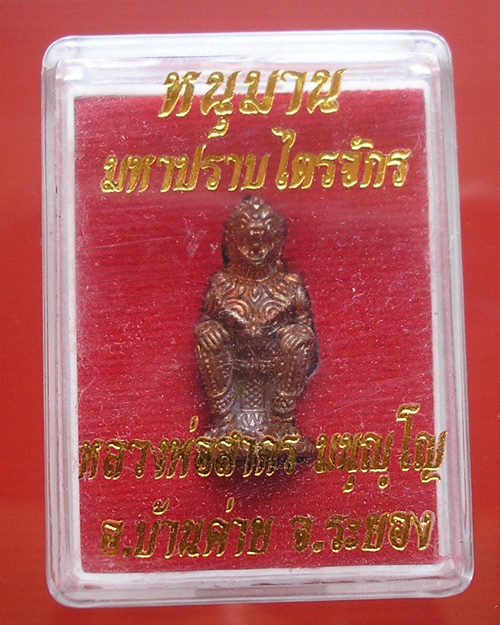 หนุมาน
มหาปราบไตรจักร
หลวงพ่อสาคร มนุญฺโญ
อ.บ้านค่าย จ.ระยอง